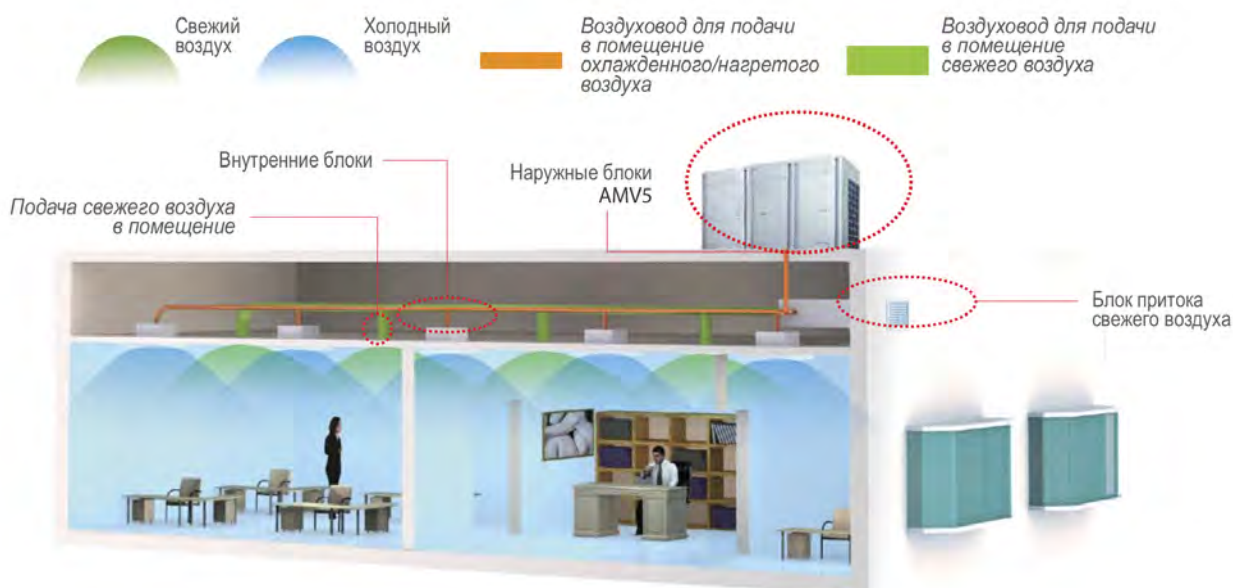 Свежий
воздух
Холодный
воздух
Воздуховод для подачи
в помещение
охлажденного/нагретого
воздуха
Воздуховод для подачи
в помещение
свежего воздуха
Внутренние блоки
Наружные блоки
AMV5
Подача свежего воздуха
в помещение
Блок притока
свежего воздуха